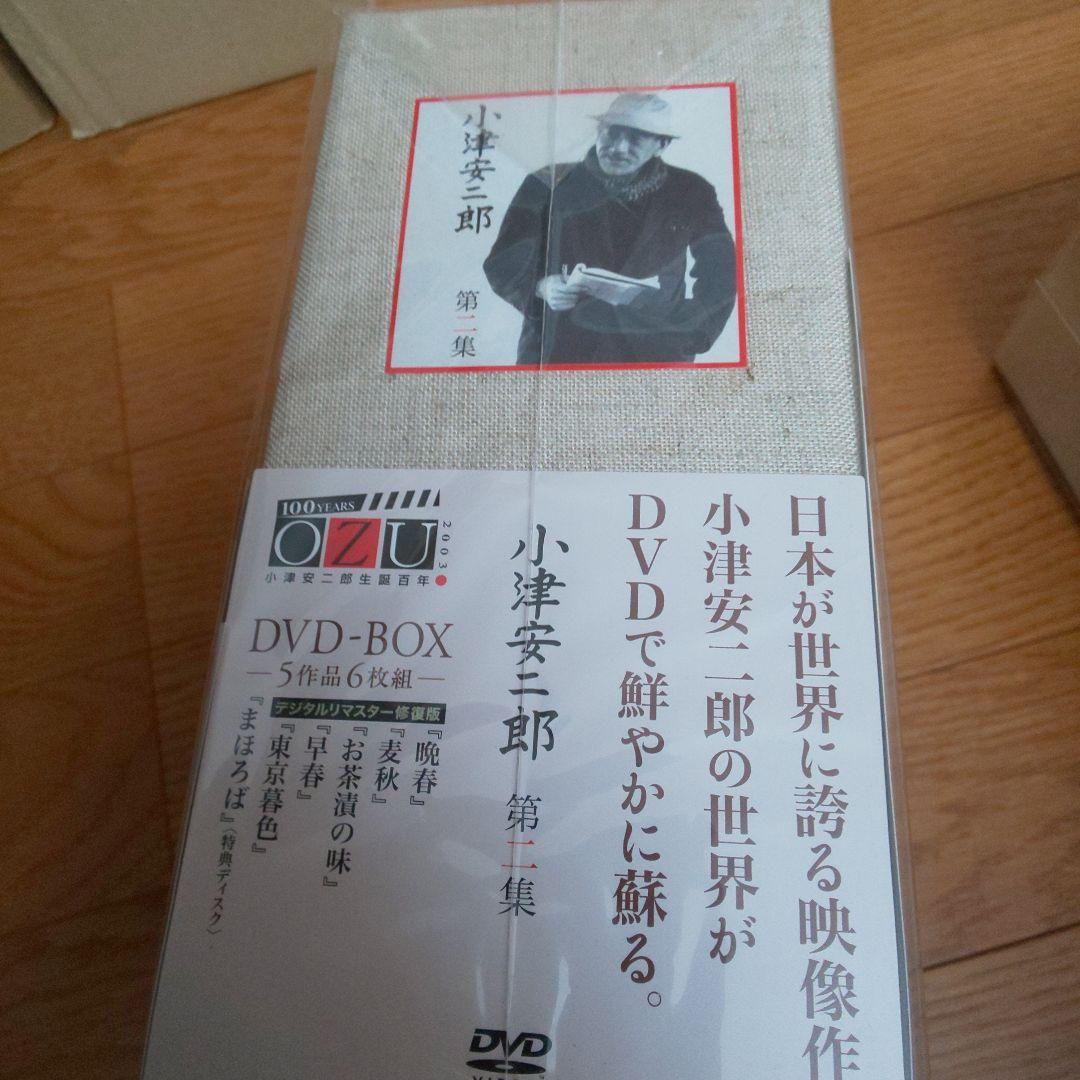 小津安二郎
第二集
日本が世界に誇る映像作
小津安二郎の世界が
DVDで鮮やかに蘇る。
小津安二郎 第二集
100 YEARS
OZU
2003
小津安二郎生誕百年
DVD-BOX
—5作品6枚組—
デジタルリマスター修復版
『晩春』
『麦秋』
『お茶漬の味』
『早春』
『東京暮色』
『まほろば』〈特典ディスク〉
DVD